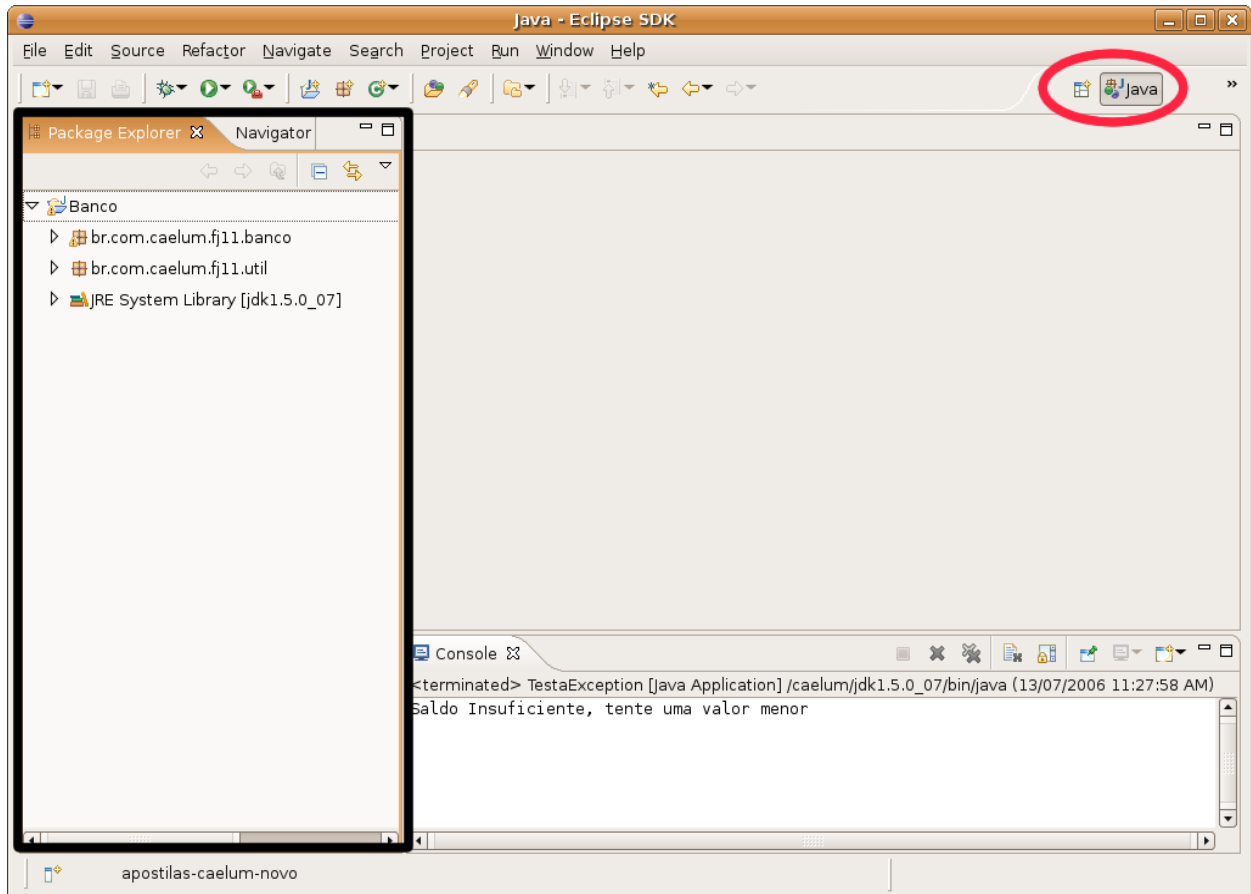 Java - Eclipse SDK
File Edit Source Refactor Navigate Search Project Run Window Help
Java
Package Explorer Navigator
Banco
br.com.caelum.fj11.banco
br.com.caelum.fj11.util
JRE System Library [jdk1.5.0_07]
Console
<terminated> TestaException [Java Application] /caelum/jdk1.5.0_07/bin/java (13/07/2006 11:27:58 AM)
Saldo Insuficiente, tente uma valor menor
apostilas-caelum-novo